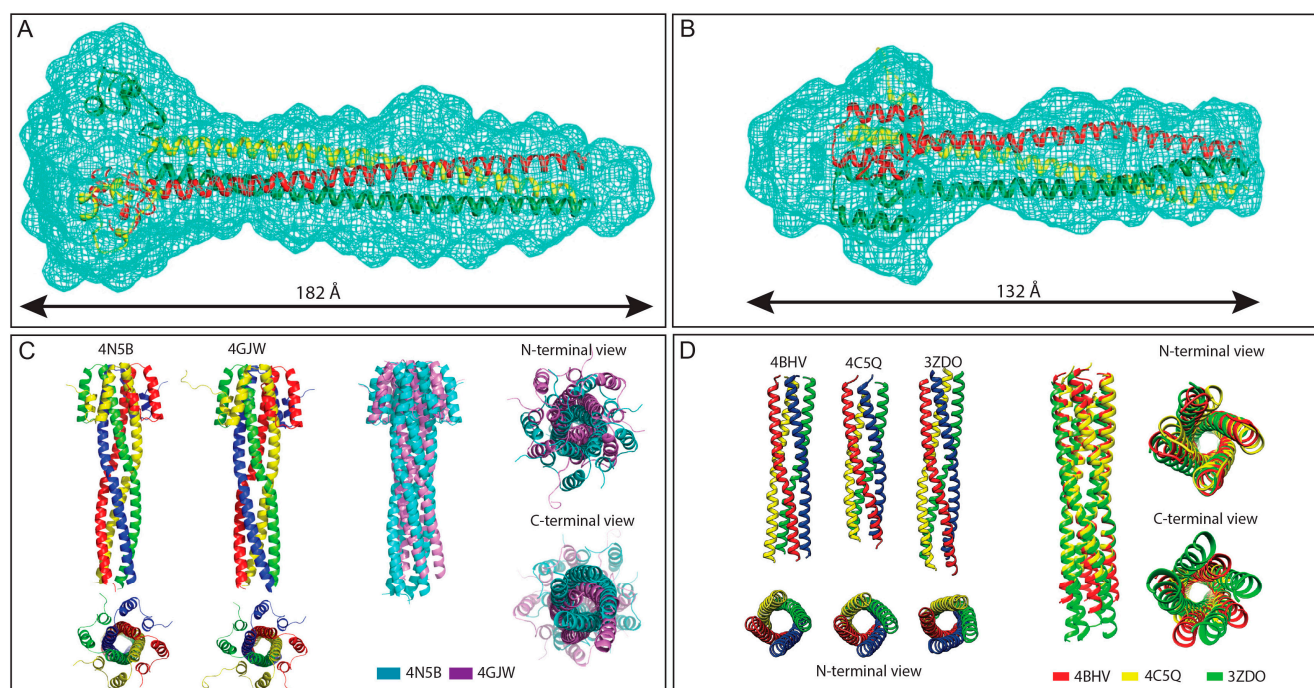 A
182 Å
B
132 Å
C
4N5B
4GJW
N-terminal view
C-terminal view
4N5B
4GJW
D
4BHV
4C5Q
3ZDO
N-terminal view
N-terminal view
C-terminal view
4BHV
4C5Q
3ZDO